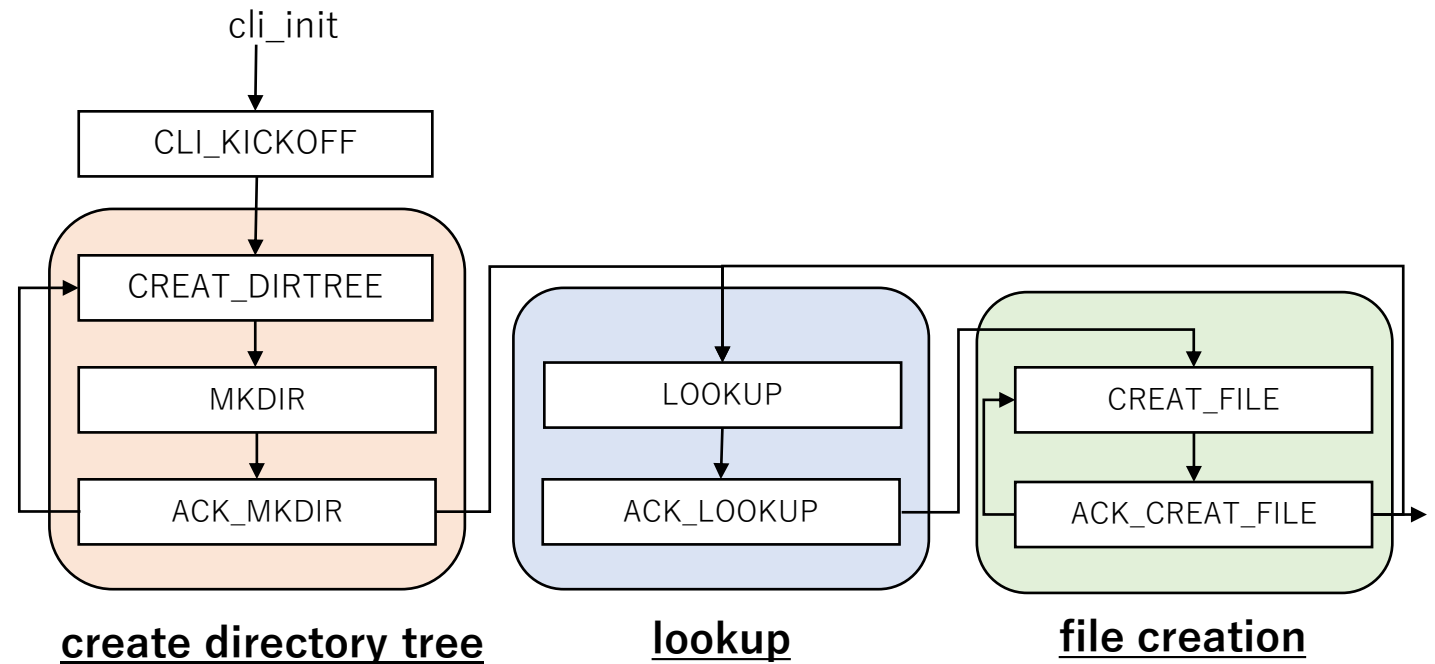 cli_init
CLI_KICKOFF
CREAT_DIRTREE
MKDIR
ACK_MKDIR
create directory tree
LOOKUP
ACK_LOOKUP
lookup
CREAT_FILE
ACK_CREAT_FILE
file creation